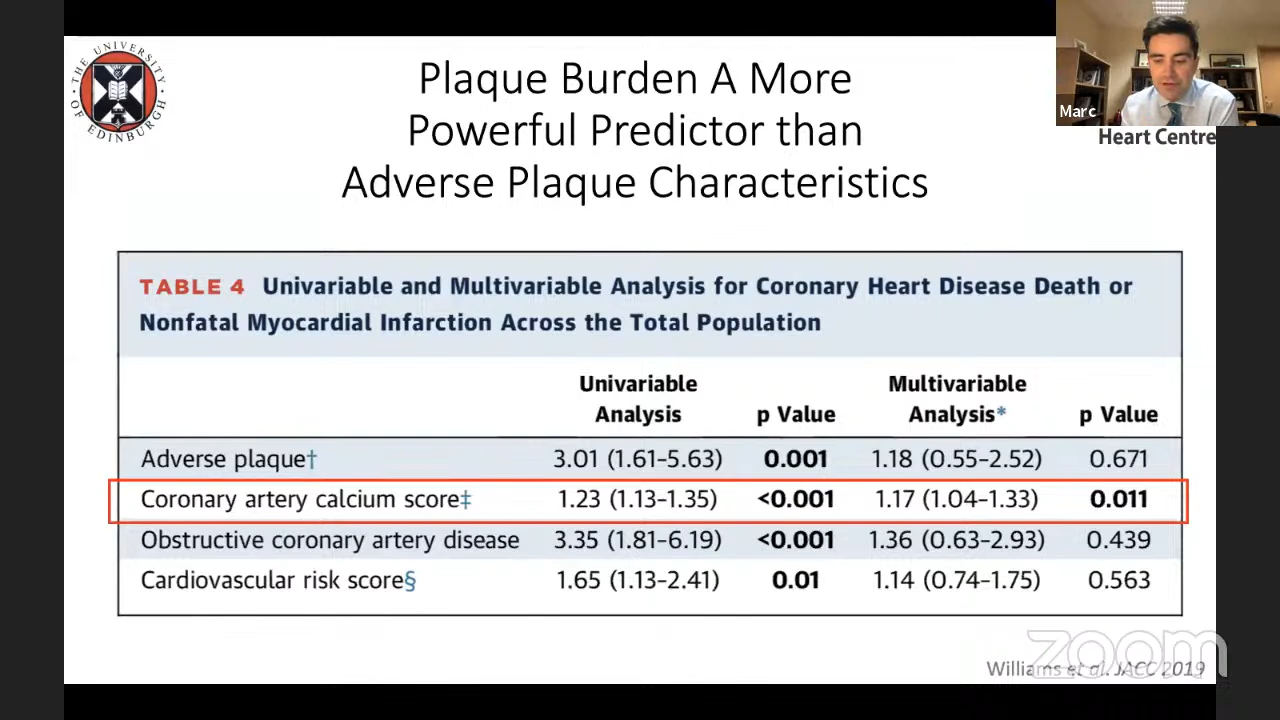 THE UNIVERSITY
OF EDINBURGH
Plaque Burden A More
Powerful Predictor than
Adverse Plaque Characteristics
Marc
Heart Centre
TABLE 4 Univariable and Multivariable Analysis for Coronary Heart Disease Death or
Nonfatal Myocardial Infarction Across the Total Population
Univariable Analysis p Value Multivariable Analysis* p Value
Adverse plaque† 3.01 (1.61–5.63) 0.001 1.18 (0.55–2.52) 0.671
Coronary artery calcium score‡ 1.23 (1.13–1.35) <0.001 1.17 (1.04–1.33) 0.011
Obstructive coronary artery disease 3.35 (1.81–6.19) <0.001 1.36 (0.63–2.93) 0.439
Cardiovascular risk score§ 1.65 (1.13–2.41) 0.01 1.14 (0.74–1.75) 0.563
zoom
Williams et al. JACC 2019